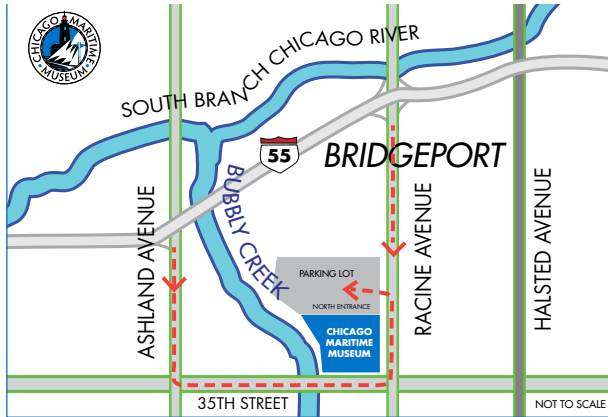 CHICAGO MARITIME MUSEUM
SOUTH BRANCH CHICAGO RIVER
55
BRIDGEPORT
BUBBLY CREEK
ASHLAND AVENUE
RACINE AVENUE
HALSTED AVENUE
PARKING LOT
NORTH ENTRANCE
CHICAGO
MARITIME
MUSEUM
35TH STREET
NOT TO SCALE